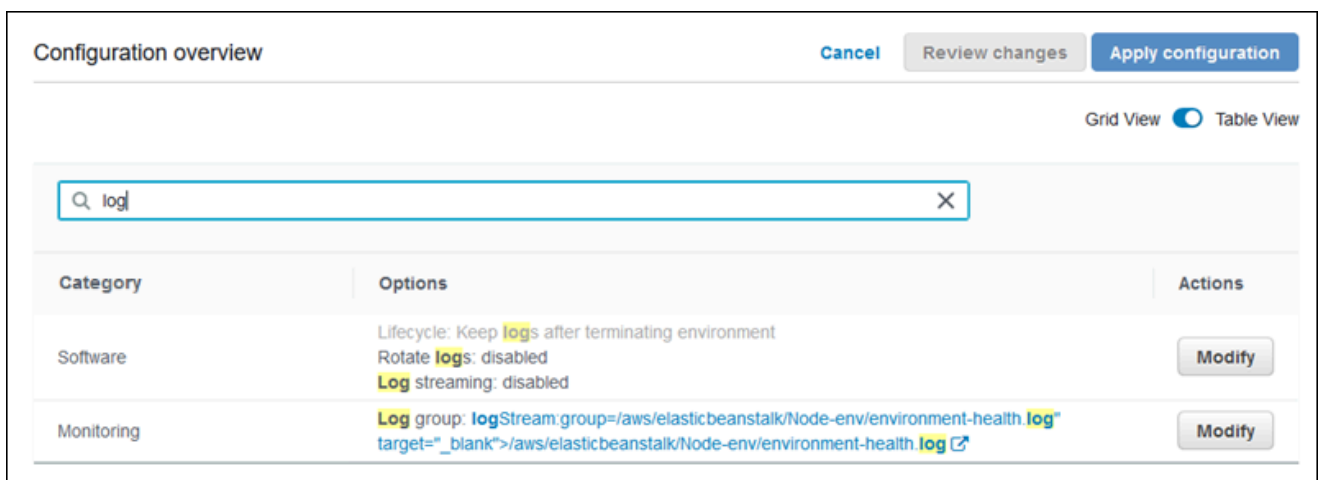 Configuration overview
Cancel
Review changes
Apply configuration
Grid View
Table View
log
Category
Options
Actions
Software
Lifecycle: Keep logs after terminating environment
Rotate logs: disabled
Log streaming: disabled
Modify
Monitoring
Log group: logStream:group=/aws/elasticbeanstalk/Node-env/environment-health.log"
target="_blank">/aws/elasticbeanstalk/Node-env/environment-health.log
Modify